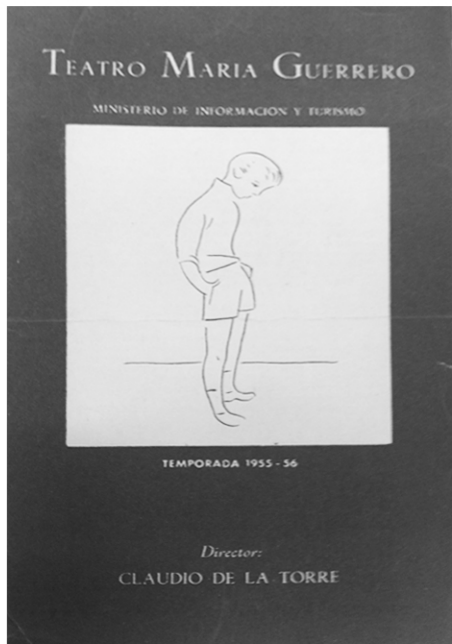 TEATRO MARIA GUERRERO
MINISTERIO DE INFORMACION Y TURISMO
TEMPORADA 1955 - 56
Director:
CLAUDIO DE LA TORRE